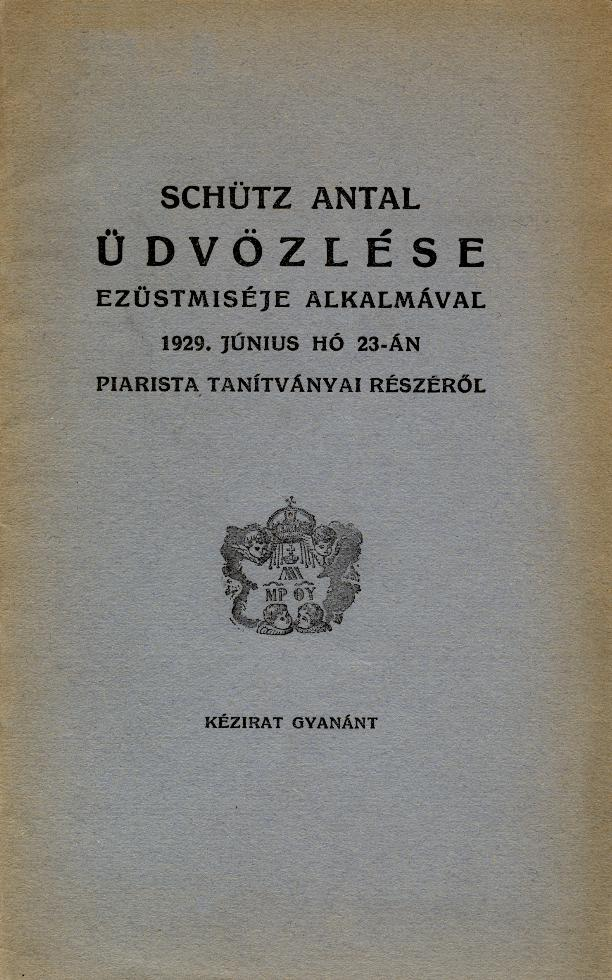 SCHÜTZ ANTAL
ÜDVÖZLÉSE
EZÜSTMISÉJE ALKALMÁVAL
1929. JÚNIUS HÓ 23-ÁN
PIARISTA TANÍTVÁNYAI RÉSZÉRŐL
MP ΘY
KÉZIRAT GYANÁNT